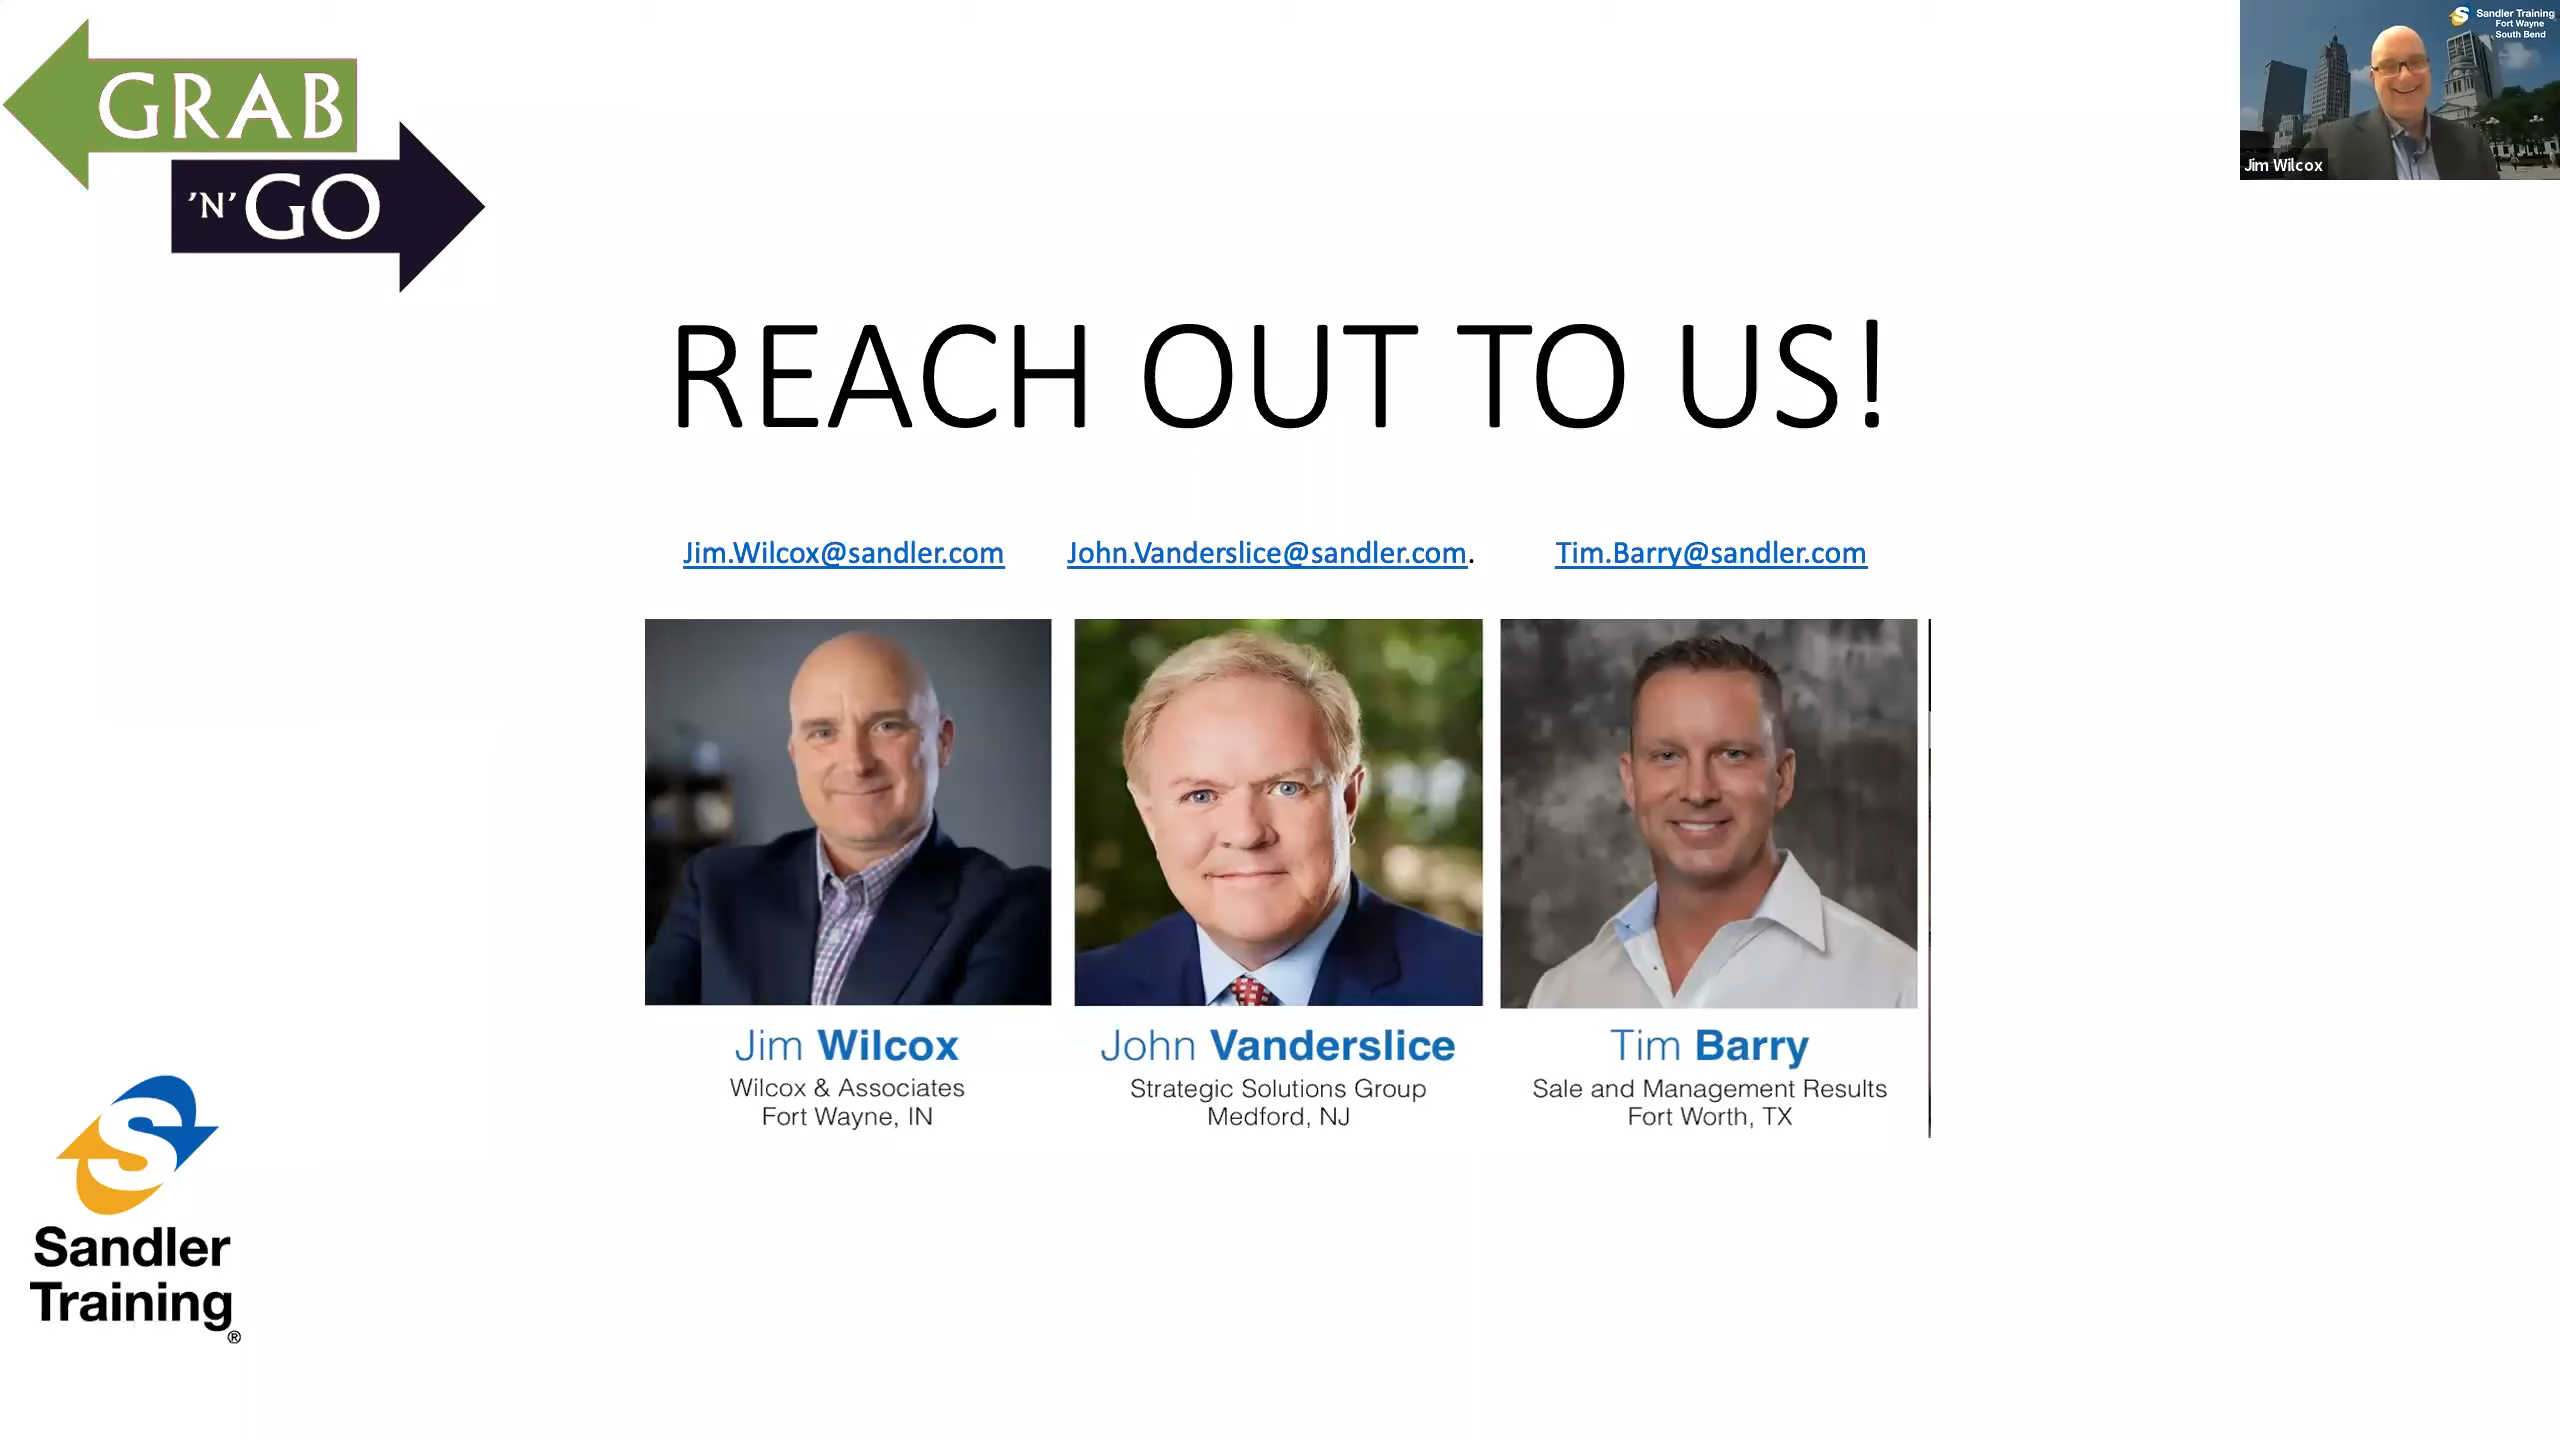 GRAB
'N' GO
Sandler Training
Fort Wayne
South Bend
Jim Wilcox
REACH OUT TO US!
Jim.Wilcox@sandler.com John.Vanderslice@sandler.com. Tim.Barry@sandler.com
Jim Wilcox
Wilcox & Associates
Fort Wayne, IN
John Vanderslice
Strategic Solutions Group
Medford, NJ
Tim Barry
Sale and Management Results
Fort Worth, TX
S
Sandler
Training®